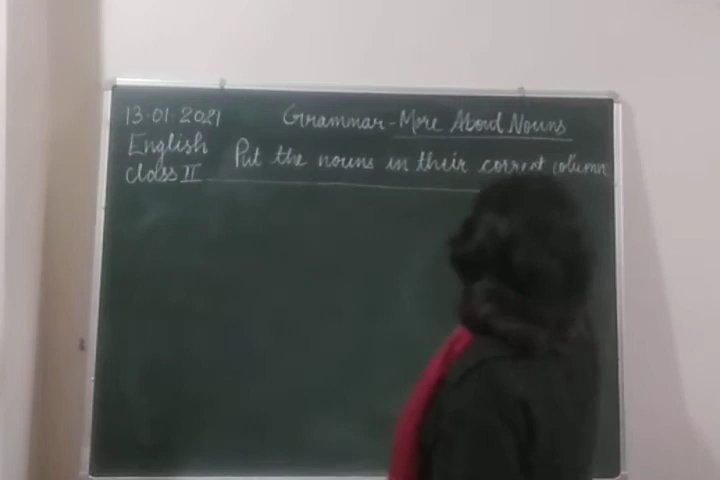 13-01-2021 Grammar - More About Nouns
English Put the nouns in their correct column
Class II